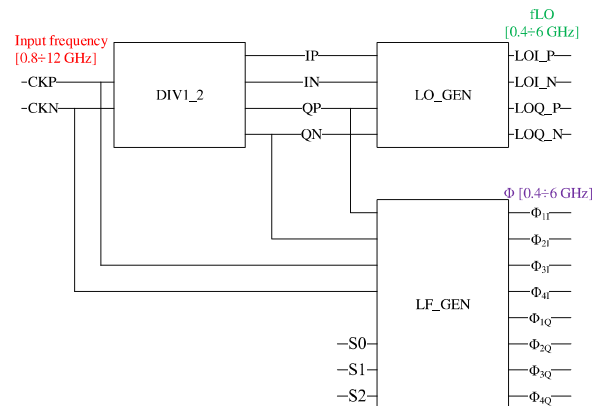 fLO
[0.4÷6 GHz]
Input frequency
[0.8÷12 GHz]
CKP
CKN
DIV1_2
IP
IN
QP
QN
LO_GEN
LOI_P
LOI_N
LOQ_P
LOQ_N
Φ [0.4÷6 GHz]
LF_GEN
Φ1I
Φ2I
Φ3I
Φ4I
Φ1Q
Φ2Q
Φ3Q
Φ4Q
S0
S1
S2